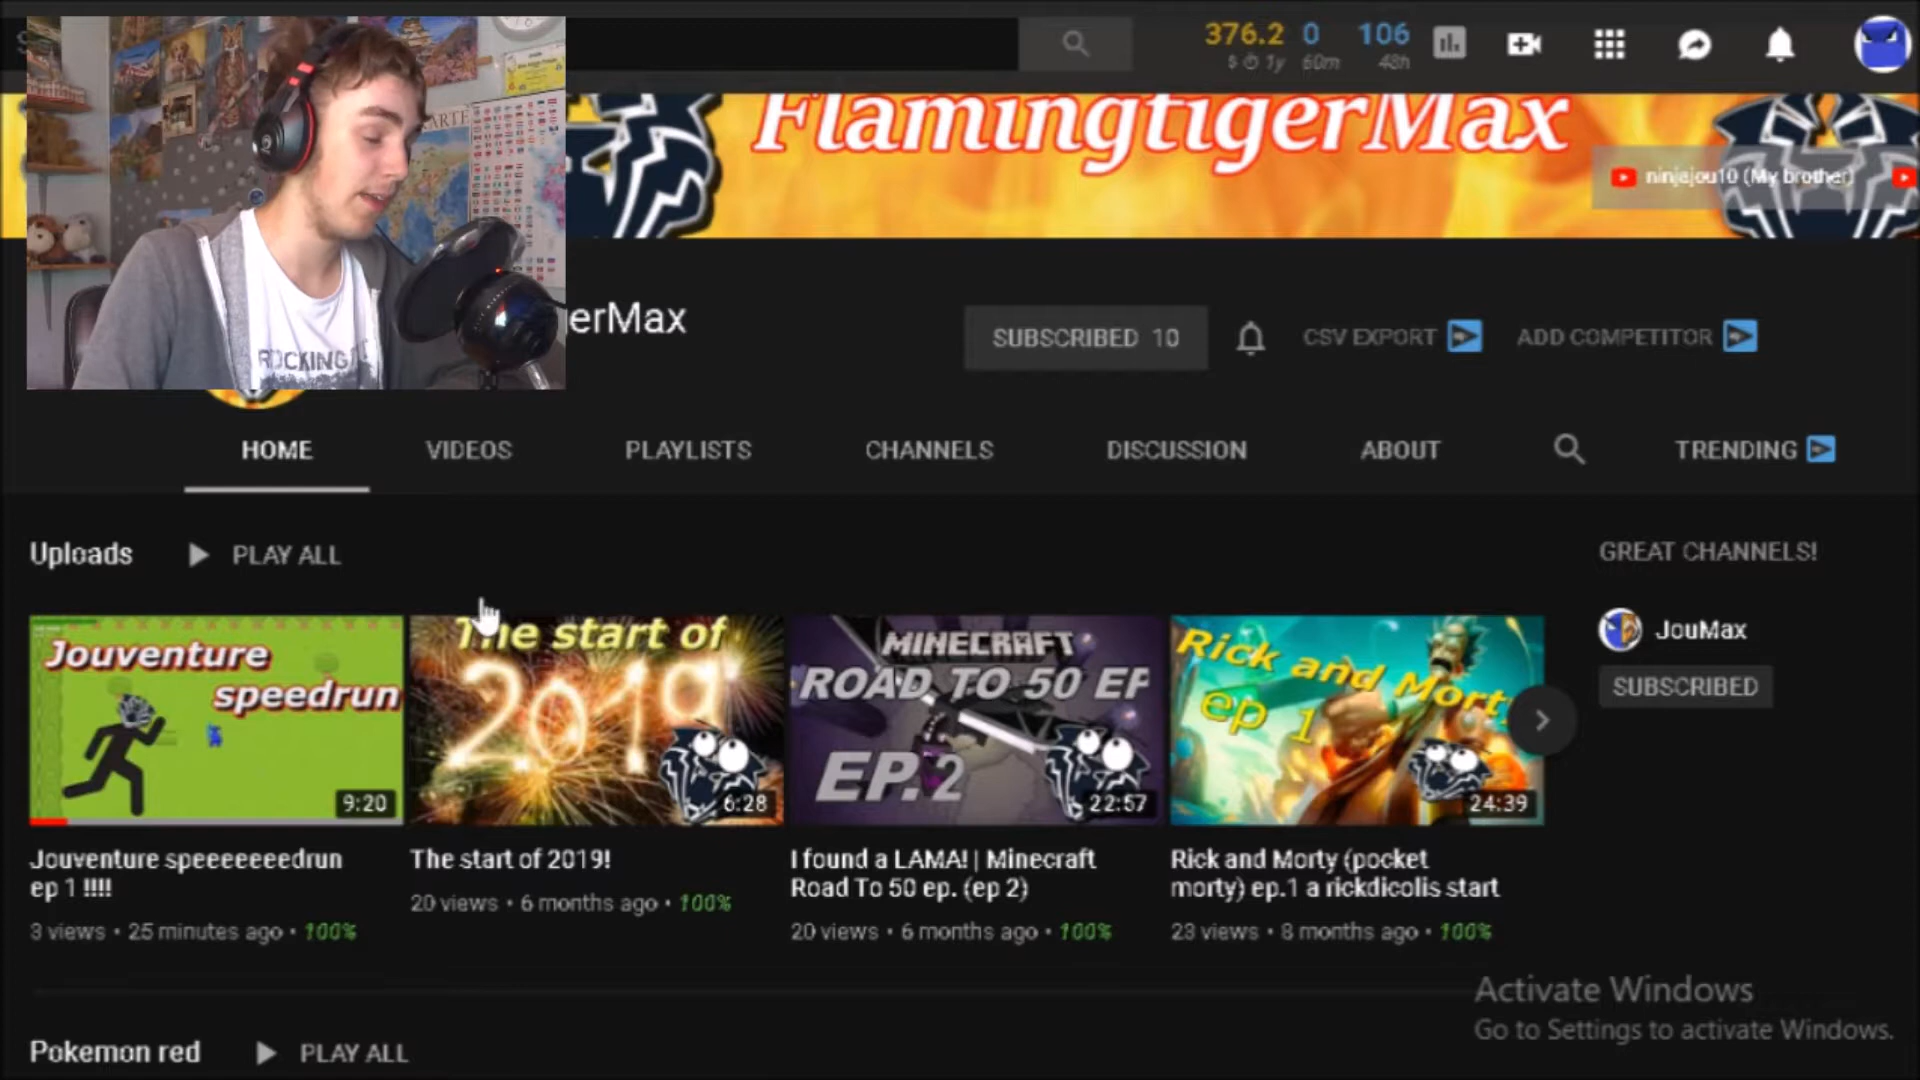 376.2 0 106
$ 1y 60m 48h
FlamingtigerMax
ninjajou10 (My brother)
KARTE
ROCKING
erMax
SUBSCRIBED 10
CSV EXPORT
ADD COMPETITOR
HOME
VIDEOS
PLAYLISTS
CHANNELS
DISCUSSION
ABOUT
TRENDING
Uploads
PLAY ALL
GREAT CHANNELS!
JouMax
SUBSCRIBED
Jouventure
speedrun
9:20
The start of
2019
6:28
MINECRAFT
ROAD TO 50 EP
EP.2
22:57
Rick and Morty
ep 1
24:39
Jouventure speeeeeeedrun
ep 1 !!!!
3 views • 25 minutes ago • 100%
The start of 2019!
20 views • 6 months ago • 100%
I found a LAMA! | Minecraft
Road To 50 ep. (ep 2)
20 views • 6 months ago • 100%
Rick and Morty (pocket
morty) ep.1 a rickdicolis start
23 views • 8 months ago • 100%
Activate Windows
Go to Settings to activate Windows.
Pokemon red
PLAY ALL